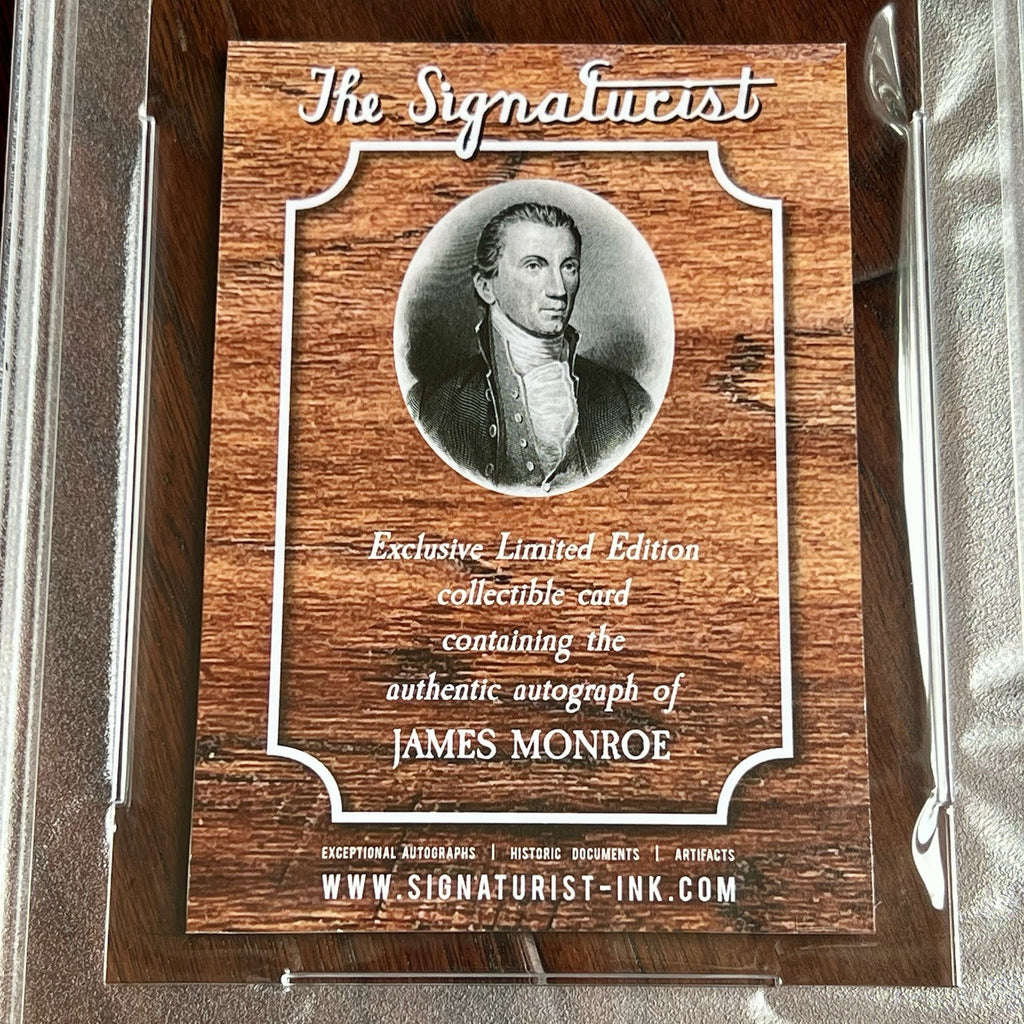 The Signaturist
Exclusive Limited Edition
collectible card
containing the
authentic autograph of
JAMES MONROE
EXCEPTIONAL AUTOGRAPHS | HISTORIC DOCUMENTS | ARTIFACTS
WWW.SIGNATURIST-INK.COM